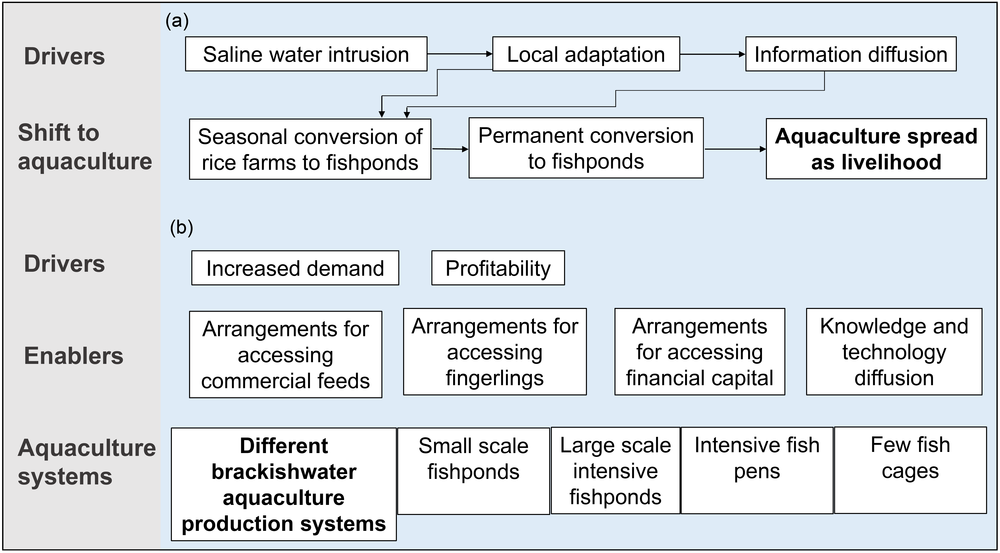 (a)
Drivers
Saline water intrusion
Local adaptation
Information diffusion
Shift to
aquaculture
Seasonal conversion of
rice farms to fishponds
Permanent conversion
to fishponds
Aquaculture spread
as livelihood
(b)
Drivers
Increased demand
Profitability
Enablers
Arrangements for
accessing
commercial feeds
Arrangements for
accessing
fingerlings
Arrangements
for accessing
financial capital
Knowledge and
technology
diffusion
Aquaculture
systems
Different
brackishwater
aquaculture
production systems
Small scale
fishponds
Large scale
intensive
fishponds
Intensive fish
pens
Few fish
cages